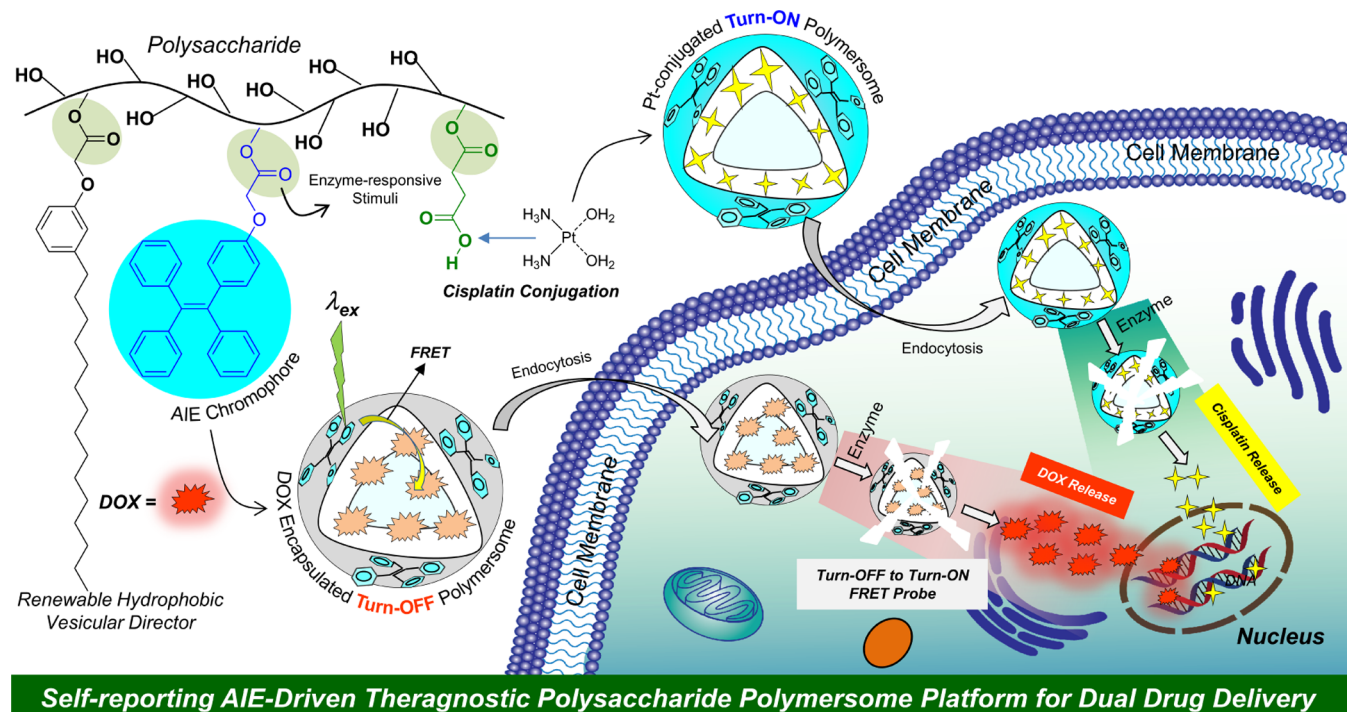 Polysaccharide
HO
HO
HO
HO
HO
HO
HO
HO
HO
HO
O
O
O
O
O
O
O
O
O
O
O
H
Enzyme-responsive
Stimuli
H3N
OH2
Pt
H3N
OH2
Cisplatin Conjugation
Pt-conjugated Turn-ON Polymersome
Cell Membrane
Cell Membrane
Cell Membrane
AIE Chromophore
λex
FRET
DOX =
DOX Encapsulated Turn-OFF Polymersome
Renewable Hydrophobic
Vesicular Director
Endocytosis
Endocytosis
Enzyme
Enzyme
Cisplatin Release
DOX Release
Turn-OFF to Turn-ON
FRET Probe
DNA
Nucleus
Self-reporting AIE-Driven Theragnostic Polysaccharide Polymersome Platform for Dual Drug Delivery